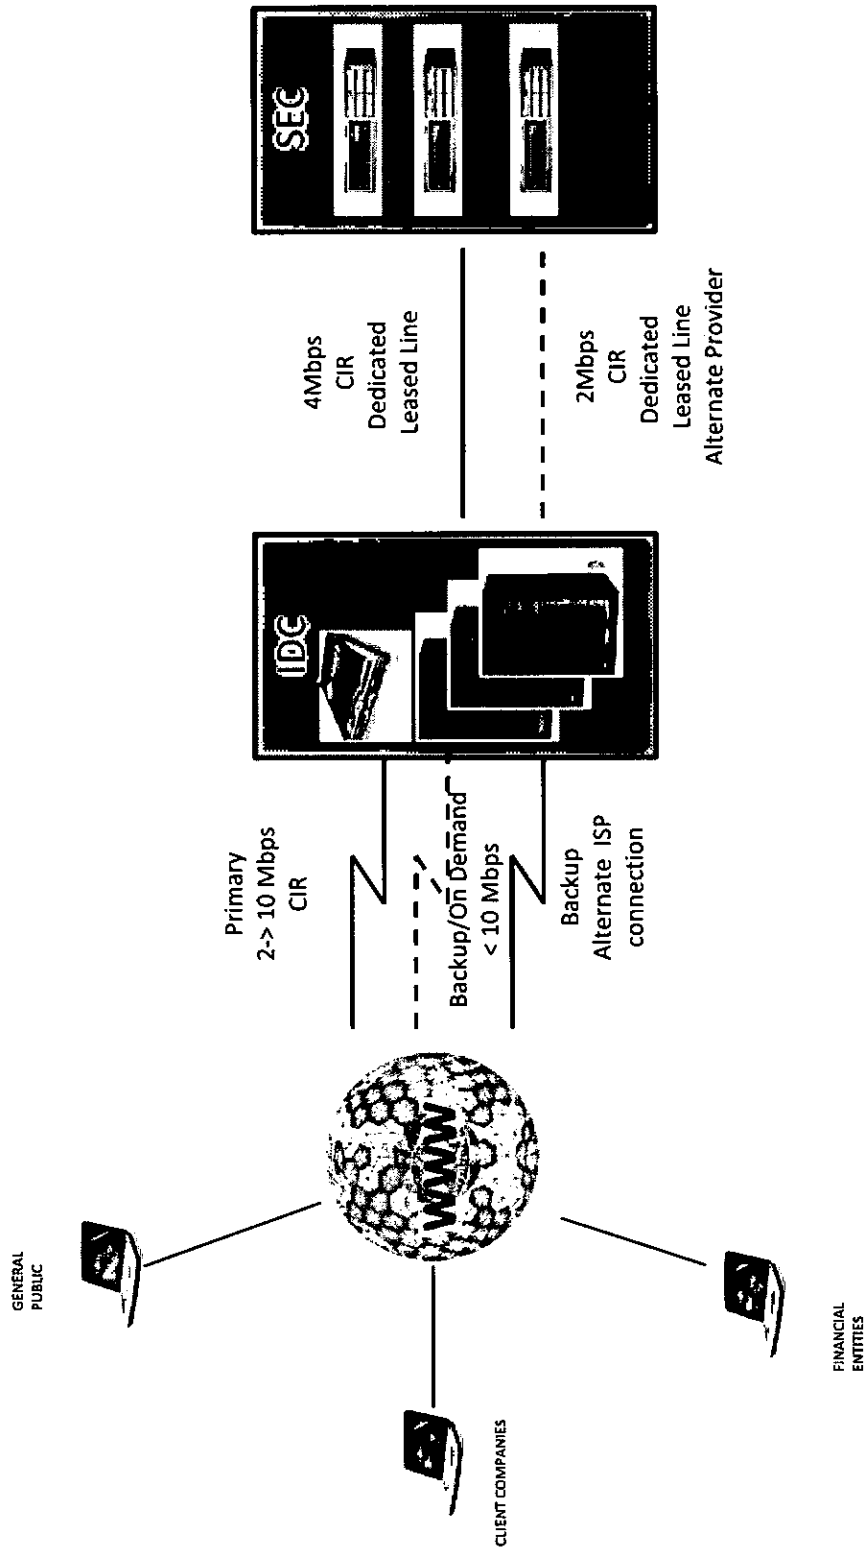 GENERAL
PUBLIC
CLIENT COMPANIES
FINANCIAL
ENTITIES
WWW
Primary
2-> 10 Mbps
CIR
Backup/On Demand
< 10 Mbps
Backup
Alternate ISP
connection
IDC
4Mbps
CIR
Dedicated
Leased Line
2Mbps
CIR
Dedicated
Leased Line
Alternate Provider
SEC